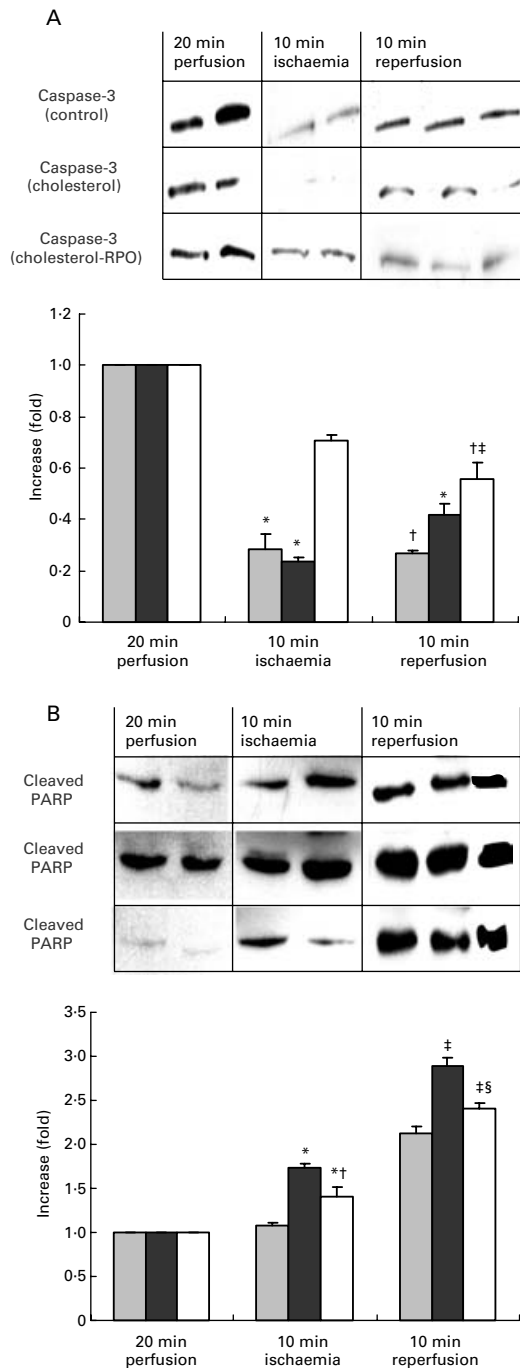 A
20 min
perfusion
10 min
ischaemia
10 min
reperfusion
Caspase-3
(control)
Caspase-3
(cholesterol)
Caspase-3
(cholesterol-RPO)
Increase (fold)
1·2
1·0
0·8
0·6
0·4
0·2
0
*
*
†
*
†‡
20 min
perfusion
10 min
ischaemia
10 min
reperfusion
B
20 min
perfusion
10 min
ischaemia
10 min
reperfusion
Cleaved
PARP
Cleaved
PARP
Cleaved
PARP
Increase (fold)
3·5
3·0
2·5
2·0
1·5
1·0
0·5
0
*
*†
‡
‡§
20 min
perfusion
10 min
ischaemia
10 min
reperfusion